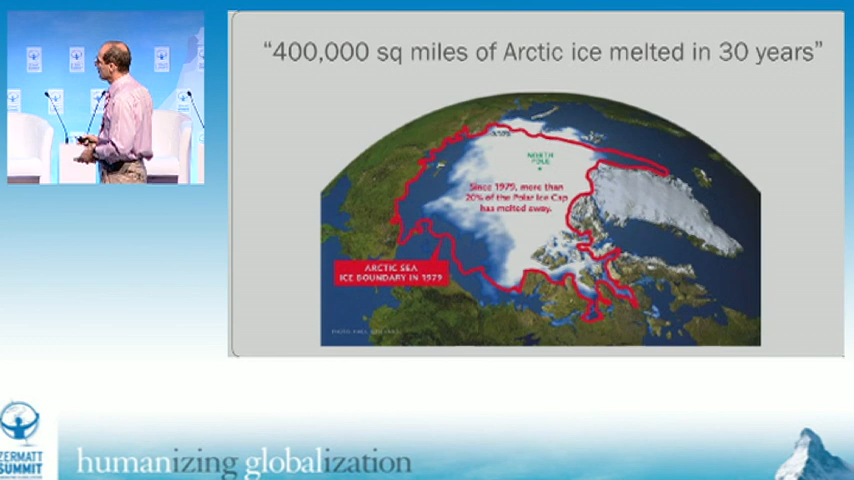 “400,000 sq miles of Arctic ice melted in 30 years”
1979
NORTH
POLE
Since 1979, more than
20% of the Polar Ice Cap
has melted away.
ARCTIC SEA
ICE BOUNDARY IN 1979
ZERMATT
SUMMIT
humanizing globalization